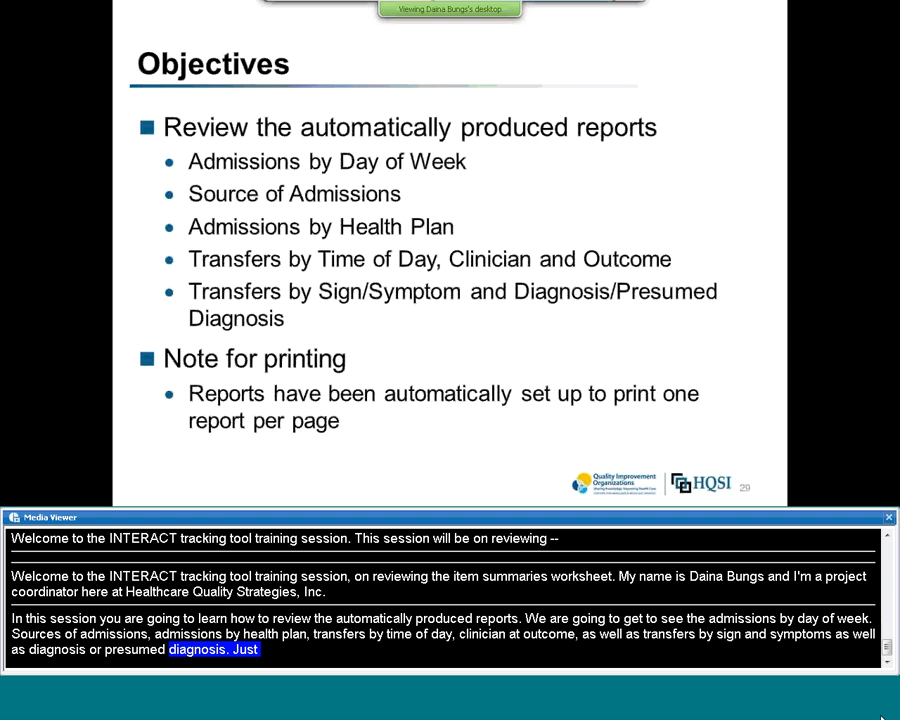 Viewing Daina Bungs's desktop
Objectives
Review the automatically produced reports
Admissions by Day of Week
Source of Admissions
Admissions by Health Plan
Transfers by Time of Day, Clinician and Outcome
Transfers by Sign/Symptom and Diagnosis/Presumed
Diagnosis
Note for printing
Reports have been automatically set up to print one
report per page
Quality Improvement
Organizations
HQSI
29
Media Viewer
Welcome to the INTERACT tracking tool training session. This session will be on reviewing --
Welcome to the INTERACT tracking tool training session, on reviewing the item summaries worksheet. My name is Daina Bungs and I'm a project
coordinator here at Healthcare Quality Strategies, Inc.
In this session you are going to learn how to review the automatically produced reports. We are going to get to see the admissions by day of week.
Sources of admissions, admissions by health plan, transfers by time of day, clinician at outcome, as well as transfers by sign and symptoms as well
as diagnosis or presumed diagnosis. Just